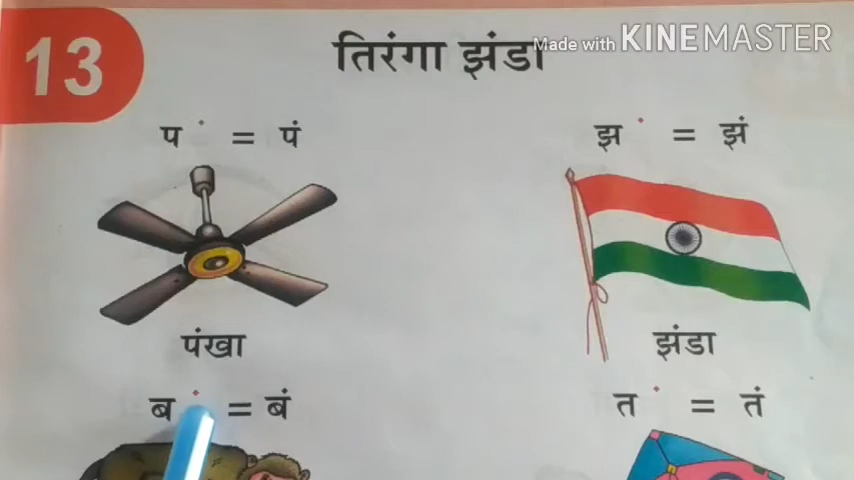 13
तिरंगा झंडा
Made with KINEMASTER
प ं = पं
झ ं = झं
पंखा
झंडा
ब ं = बं
त ं = तं